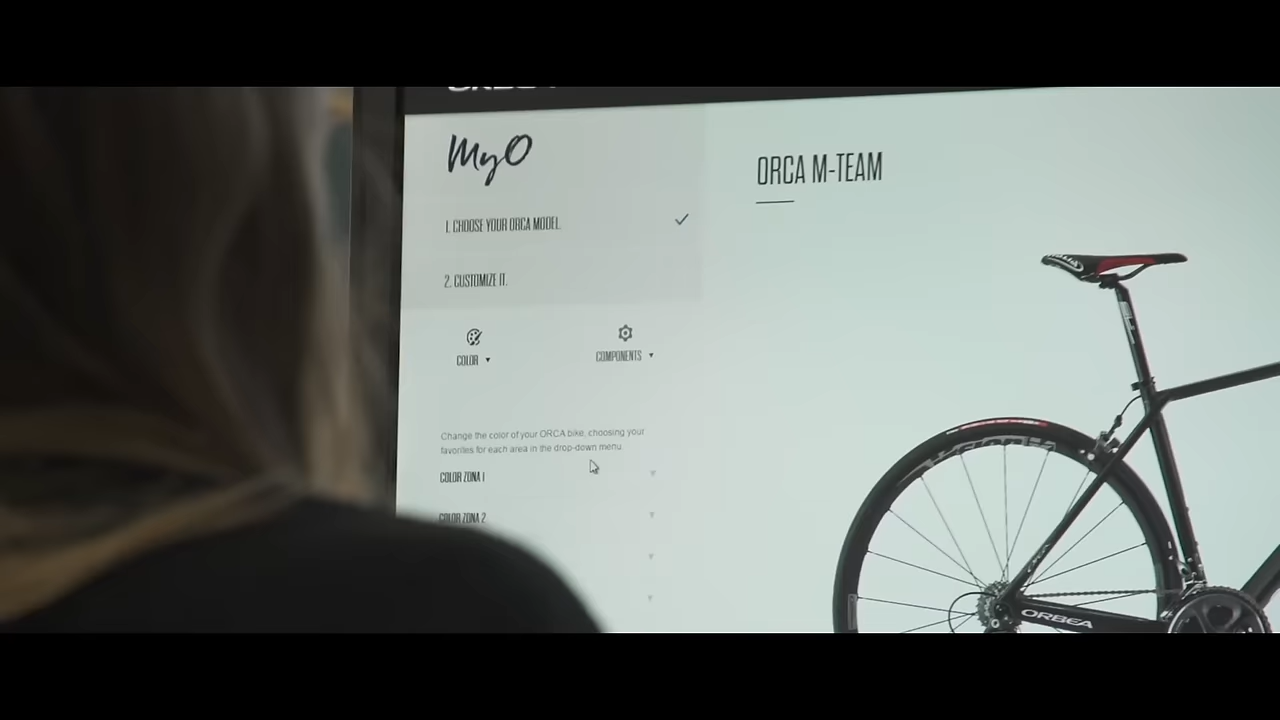 MyO
ORCA M-TEAM
1. CHOOSE YOUR ORCA MODEL.
2. CUSTOMIZE IT.
COLOR
COMPONENTS
Change the color of your ORCA bike, choosing your
favorites for each area in the drop-down menu
COLOR ZONA 1
COLOR ZONA 2
ORBEA